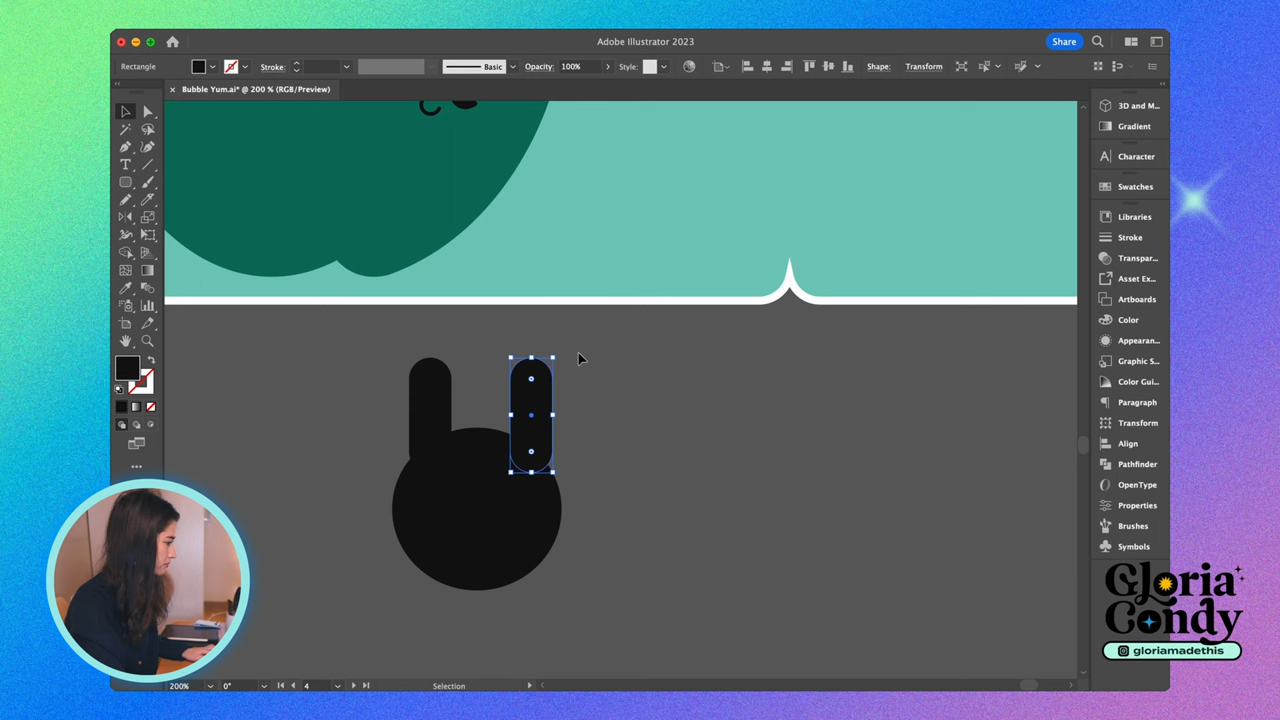 Adobe Illustrator 2023
Share
Rectangle
Stroke:
Basic
Opacity:
100%
Style:
Shape:
Transform
× Bubble Yum.ai* @ 200 % (RGB/Preview)
3D and M...
Gradient
Character
Swatches
Libraries
Stroke
Transpar...
Asset Ex...
Artboards
Color
Appearan...
Graphic S...
Color Gui...
Paragraph
Transform
Align
Pathfinder
OpenType
Properties
Brushes
Symbols
Gloria
Condy
gloriamadethis
200%
0°
4
Selection